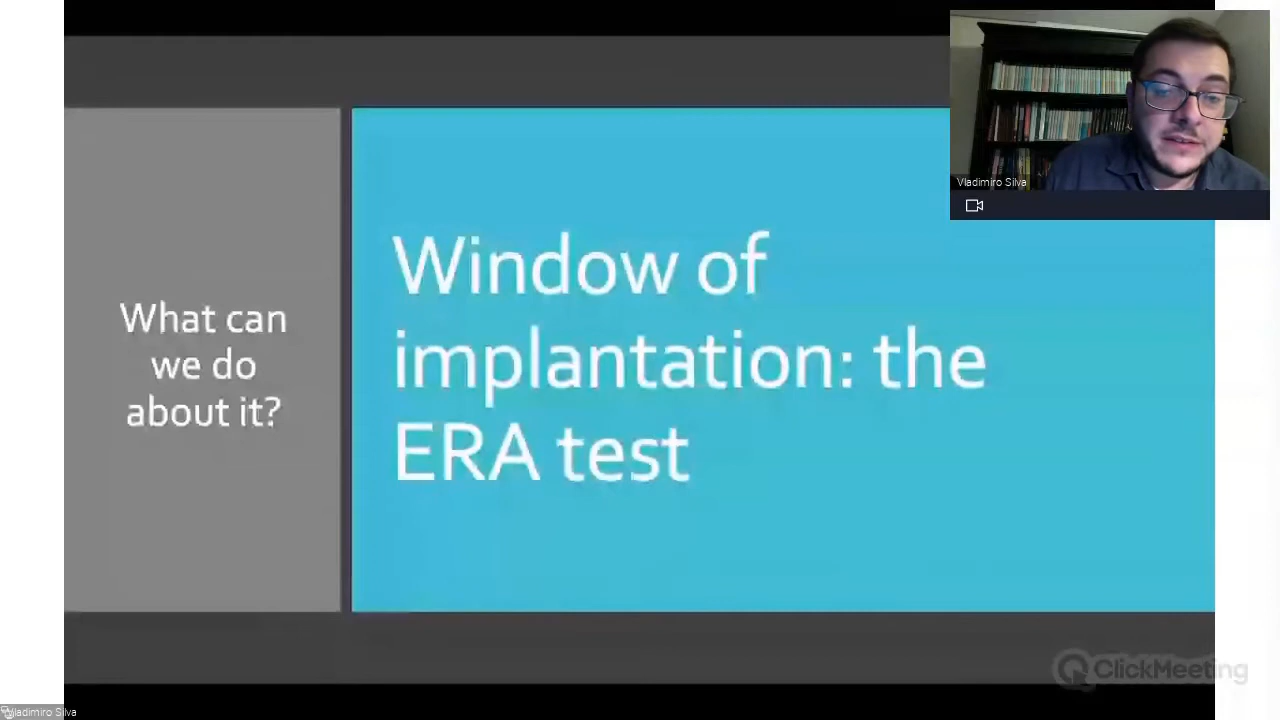 What can
we do
about it?
Window of
implantation: the
ERA test
Vladimiro Silva
ClickMeeting
Vladimiro Silva